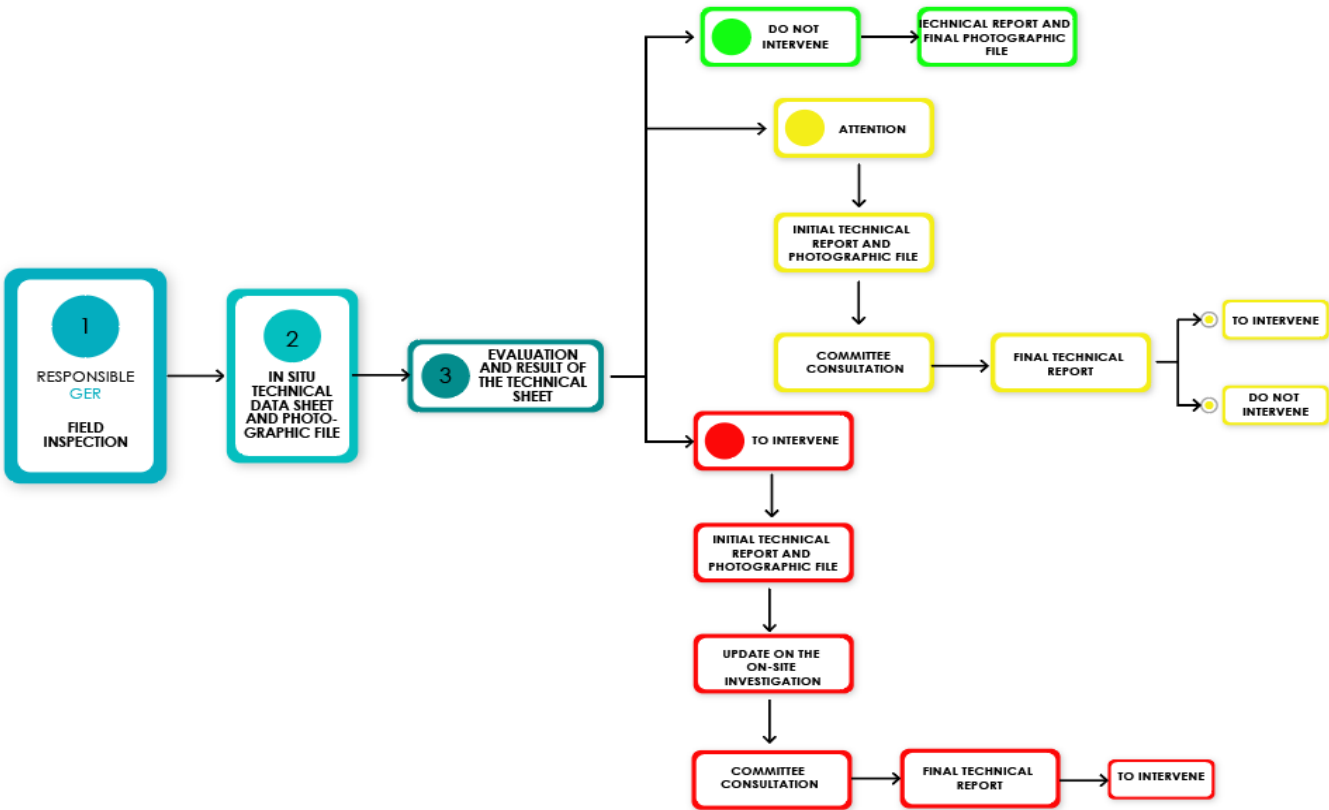 1
RESPONSIBLE
GER
FIELD
INSPECTION
2
IN SITU
TECHNICAL
DATA SHEET
AND PHOTO-
GRAPHIC FILE
3
EVALUATION
AND RESULT OF
THE TECHNICAL
SHEET
DO NOT
INTERVENE
TECHNICAL REPORT AND
FINAL PHOTOGRAPHIC
FILE
ATTENTION
INITIAL TECHNICAL
REPORT AND
PHOTOGRAPHIC FILE
COMMITTEE
CONSULTATION
FINAL TECHNICAL
REPORT
TO INTERVENE
DO NOT
INTERVENE
TO INTERVENE
INITIAL TECHNICAL
REPORT AND
PHOTOGRAPHIC FILE
UPDATE ON THE
ON-SITE
INVESTIGATION
COMMITTEE
CONSULTATION
FINAL TECHNICAL
REPORT
TO INTERVENE